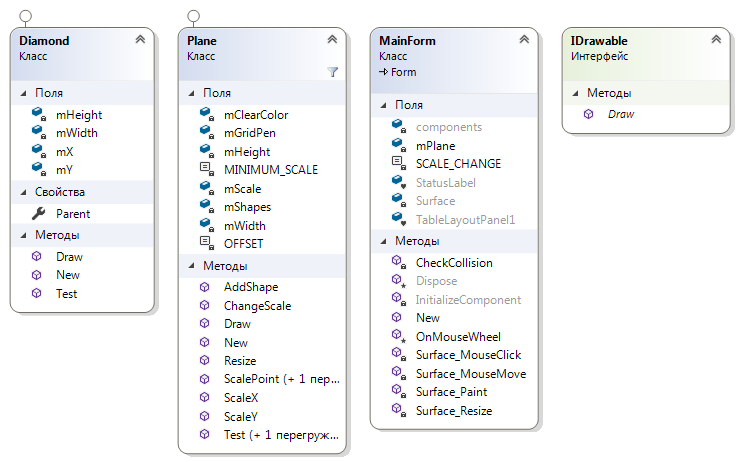 Diamond
Класс
Поля
mHeight
mWidth
mX
mY
Свойства
Parent
Методы
Draw
New
Test
Plane
Класс
Поля
mClearColor
mGridPen
mHeight
MINIMUM_SCALE
mScale
mShapes
mWidth
OFFSET
Методы
AddShape
ChangeScale
Draw
New
Resize
ScalePoint (+ 1 пер...
ScaleX
ScaleY
Test (+ 1 перегруж...
MainForm
Класс
Form
Поля
components
mPlane
SCALE_CHANGE
StatusLabel
Surface
TableLayoutPanel1
Методы
CheckCollision
Dispose
InitializeComponent
New
OnMouseWheel
Surface_MouseClick
Surface_MouseMove
Surface_Paint
Surface_Resize
IDrawable
Интерфейс
Методы
Draw